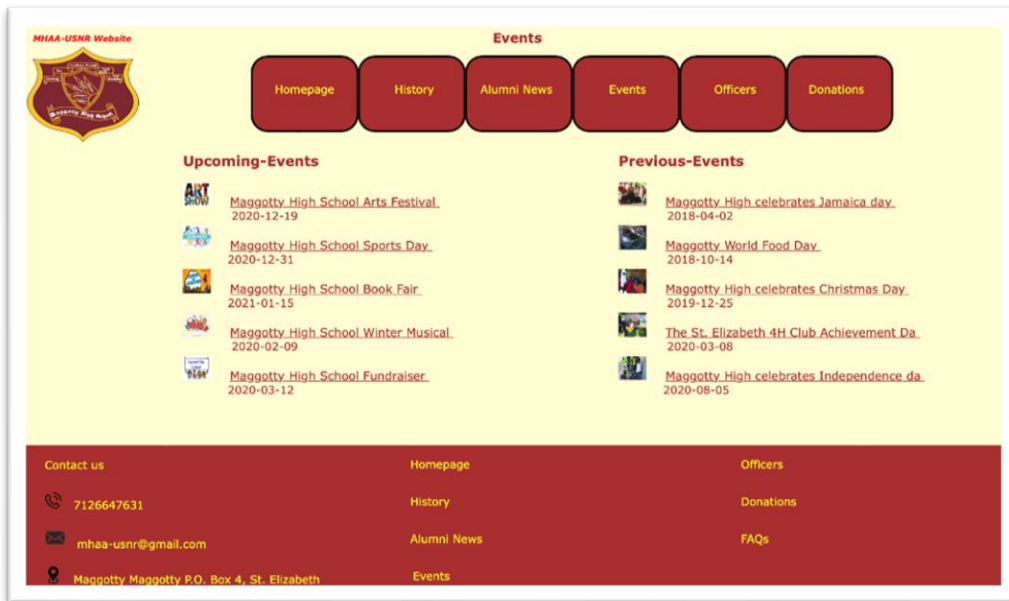 MHAA-USNR Website
Events
Maggotty High School
Homepage History Alumni News Events Officers Donations
Upcoming-Events
ART SHOW
Maggotty High School Arts Festival
2020-12-19
Maggotty High School Sports Day
2020-12-31
Maggotty High School Book Fair
2021-01-15
Maggotty High School Winter Musical
2020-02-09
Maggotty High School Fundraiser
2020-03-12
Previous-Events
Maggotty High celebrates Jamaica day
2018-04-02
Maggotty World Food Day
2018-10-14
Maggotty High celebrates Christmas Day
2019-12-25
The St. Elizabeth 4H Club Achievement Da
2020-03-08
Maggotty High celebrates Independence da
2020-08-05
Contact us
7126647631
mhaa-usnr@gmail.com
Maggotty Maggotty P.O. Box 4, St. Elizabeth
Homepage
History
Alumni News
Events
Officers
Donations
FAQs